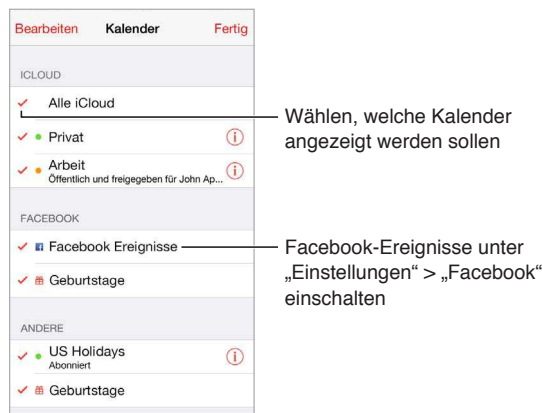 Bearbeiten Kalender Fertig
ICLOUD
Alle iCloud
Privat
Arbeit
Öffentlich und freigegeben für John Ap...
FACEBOOK
Facebook Ereignisse
Geburtstage
ANDERE
US Holidays
Abonniert
Geburtstage
Wählen, welche Kalender
angezeigt werden sollen
Facebook-Ereignisse unter
„Einstellungen“ > „Facebook“
einschalten